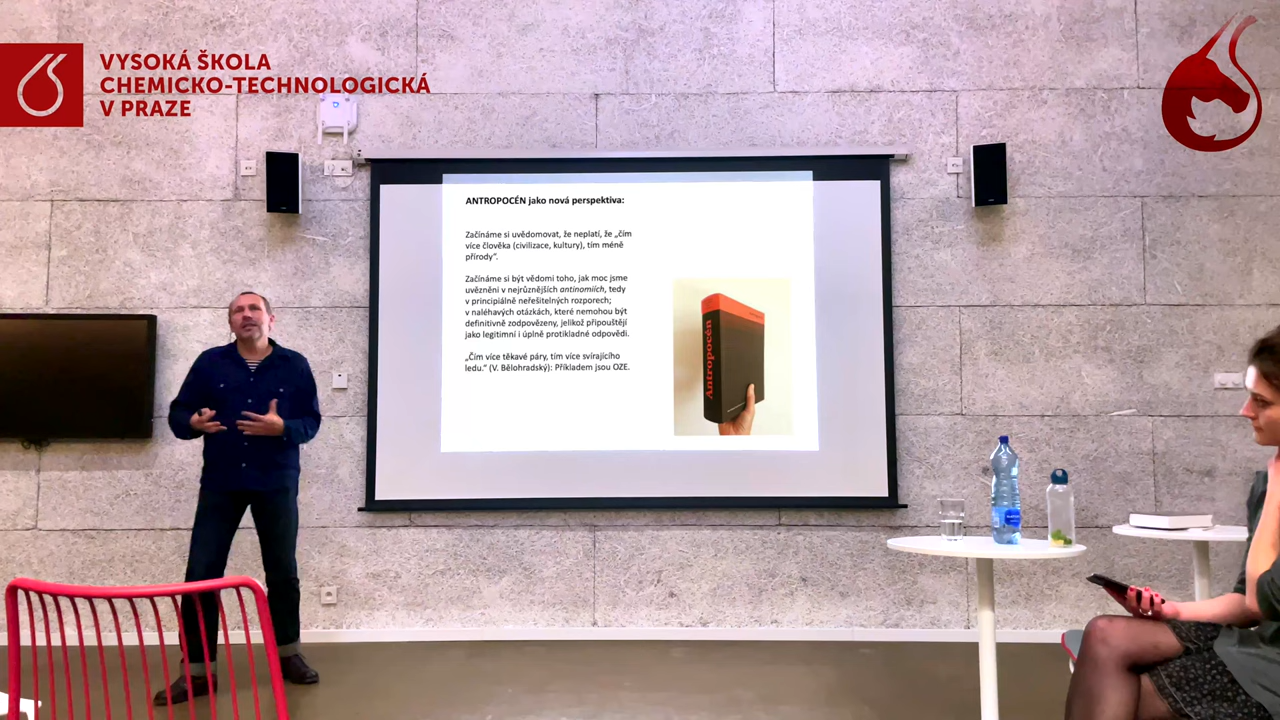 VYSOKÁ ŠKOLA
CHEMICKO-TECHNOLOGICKÁ
V PRAZE
ANTROPOCÉN jako nová perspektiva:
Začínáme si uvědomovat, že neplatí, že „čím
více člověka (civilizace, kultury), tím méně
přírody“.
Začínáme si být vědomi toho, jak moc jsme
uvězněni v nejrůznějších antinomiích, tedy
v principiálně neřešitelných rozporech;
v naléhavých otázkách, které nemohou být
definitivně zodpovězeny, jelikož připouštějí
jako legitimní i úplně protikladné odpovědi.
„Čím více těkavé páry, tím více svírajícího
ledu.“ (V. Bělohradský): Příkladem jsou OZE.
Antropocén